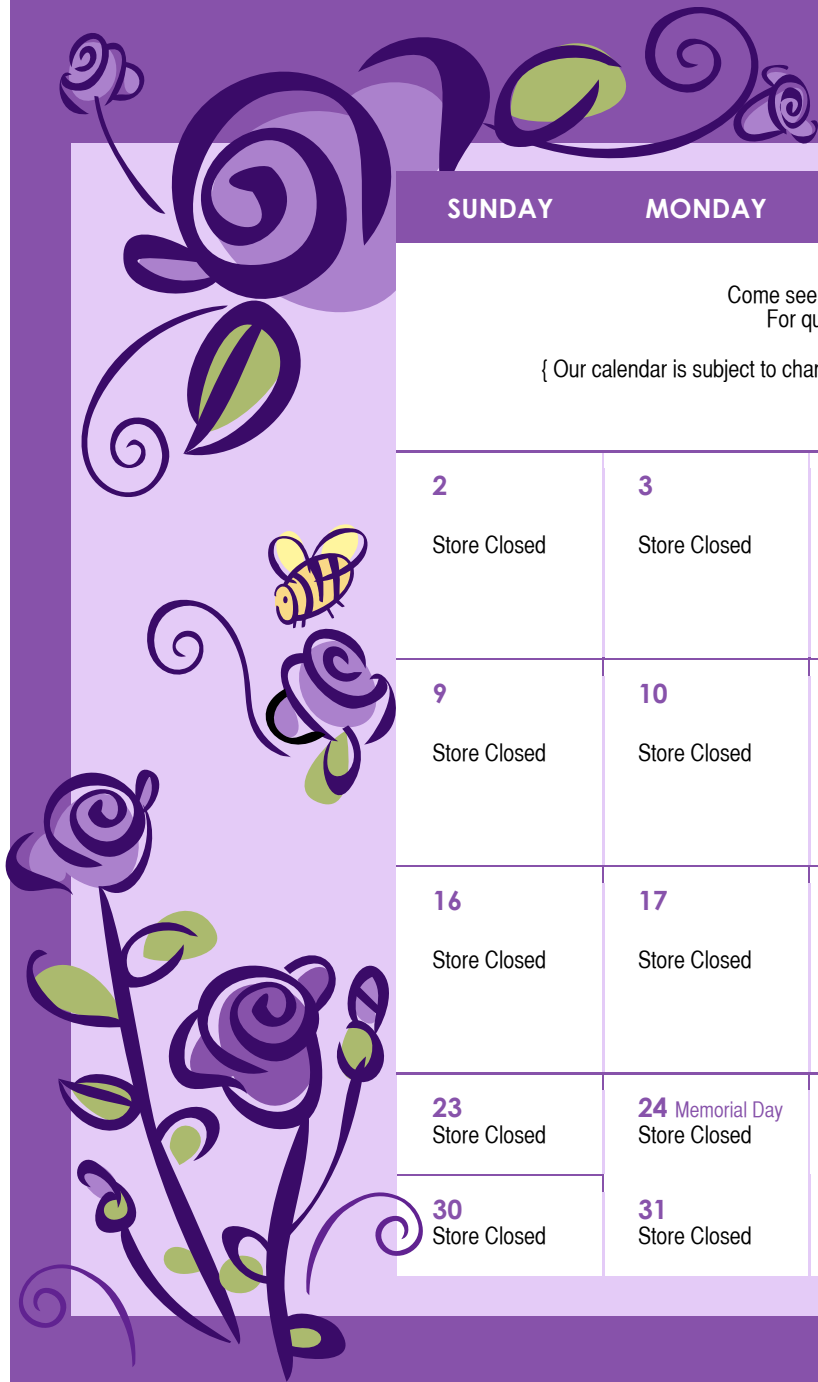 SUNDAY MONDAY
Come see
For qu
{ Our calendar is subject to char
2 3
Store Closed Store Closed
9 10
Store Closed Store Closed
16 17
Store Closed Store Closed
23 24 Memorial Day
Store Closed Store Closed
30 31
Store Closed Store Closed